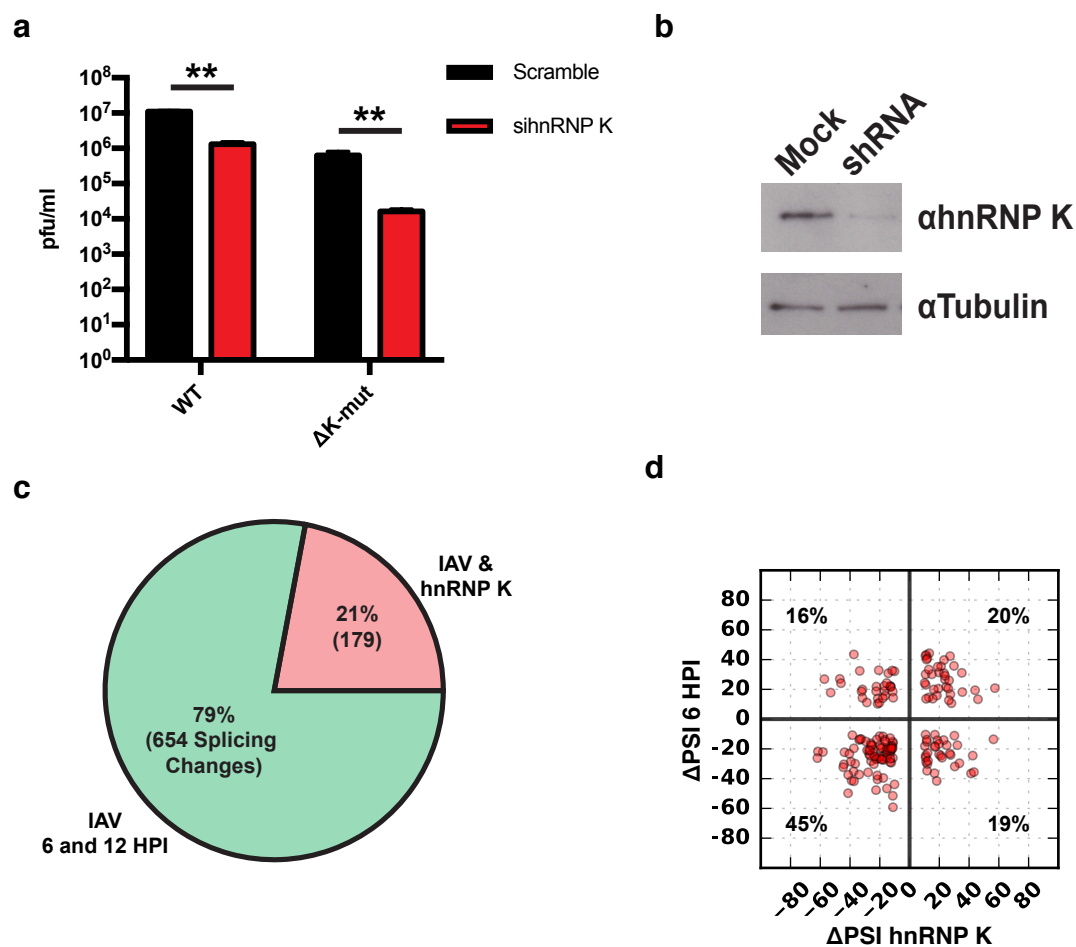 a
**
**
Scramble
sihnRNP K
10⁸
10⁷
10⁶
10⁵
10⁴
10³
10²
10¹
10⁰
pfu/ml
WT
ΔK-mut
b
Mock
shRNA
αhnRNP K
αTubulin
c
IAV &
hnRNP K
21%
(179)
79%
(654 Splicing
Changes)
IAV
6 and 12 HPI
d
16%
20%
45%
19%
80
60
40
20
0
-20
-40
-60
-80
ΔPSI 6 HPI
-80 -60 -40 -20 0 20 40 60 80
ΔPSI hnRNP K